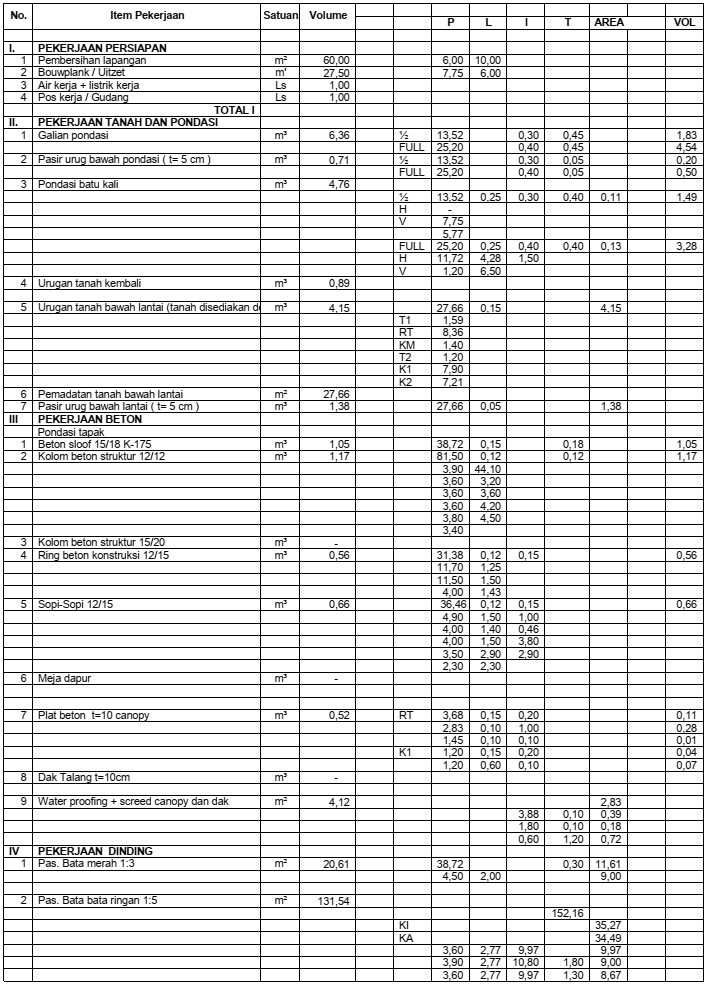 No. Item Pekerjaan Satuan Volume P L I T AREA VOL
I. PEKERJAAN PERSIAPAN
1 Pembersihan lapangan m² 60,00 6,00 10,00
2 Bouwplank / Uitzet m' 27,50 7,75 6,00
3 Air kerja + listrik kerja Ls 1,00
4 Pos kerja / Gudang Ls 1,00
TOTAL I
II. PEKERJAAN TANAH DAN PONDASI
1 Galian pondasi m³ 6,36 ½ 13,52 0,30 0,45 1,83
FULL 25,20 0,40 0,45 4,54
2 Pasir urug bawah pondasi ( t= 5 cm ) m³ 0,71 ½ 13,52 0,30 0,05 0,20
FULL 25,20 0,40 0,05 0,50
3 Pondasi batu kali m³ 4,76
½ 13,52 0,25 0,30 0,40 0,11 1,49
H -
V 7,75
5,77
FULL 25,20 0,25 0,40 0,40 0,13 3,28
H 11,72 4,28 1,50
V 1,20 6,50
4 Urugan tanah kembali m³ 0,89
5 Urugan tanah bawah lantai (tanah disediakan de m³ 4,15 27,66 0,15 4,15
T1 1,59
RT 8,36
KM 1,40
T2 1,20
K1 7,90
K2 7,21
6 Pemadatan tanah bawah lantai m² 27,66
7 Pasir urug bawah lantai ( t= 5 cm ) m³ 1,38 27,66 0,05 1,38
III PEKERJAAN BETON
Pondasi tapak
1 Beton sloof 15/18 K-175 m³ 1,05 38,72 0,15 0,18 1,05
2 Kolom beton struktur 12/12 m³ 1,17 81,50 0,12 0,12 1,17
3,90 44,10
3,60 3,20
3,60 3,60
3,60 4,20
3,80 4,50
3,40
3 Kolom beton struktur 15/20 m³ -
4 Ring beton konstruksi 12/15 m³ 0,56 31,38 0,12 0,15 0,56
11,70 1,25
11,50 1,50
4,00 1,43
5 Sopi-Sopi 12/15 m³ 0,66 36,46 0,12 0,15 0,66
4,90 1,50 1,00
4,00 1,40 0,46
4,00 1,50 3,80
3,50 2,90 2,90
2,30 2,30
6 Meja dapur m³ -
7 Plat beton t=10 canopy m³ 0,52 RT 3,68 0,15 0,20 0,11
2,83 0,10 1,00 0,28
1,45 0,10 0,10 0,01
K1 1,20 0,15 0,20 0,04
1,20 0,60 0,10 0,07
8 Dak Talang t=10cm m³ -
9 Water proofing + screed canopy dan dak m² 4,12 2,83
3,88 0,10 0,39
1,80 0,10 0,18
0,60 1,20 0,72
IV PEKERJAAN DINDING
1 Pas. Bata merah 1:3 m² 20,61 38,72 0,30 11,61
4,50 2,00 9,00
2 Pas. Bata bata ringan 1:5 m² 131,54
152,16
KI 35,27
KA 34,49
3,60 2,77 9,97 9,97
3,90 2,77 10,80 1,80 9,00
3,60 2,77 9,97 1,30 8,67